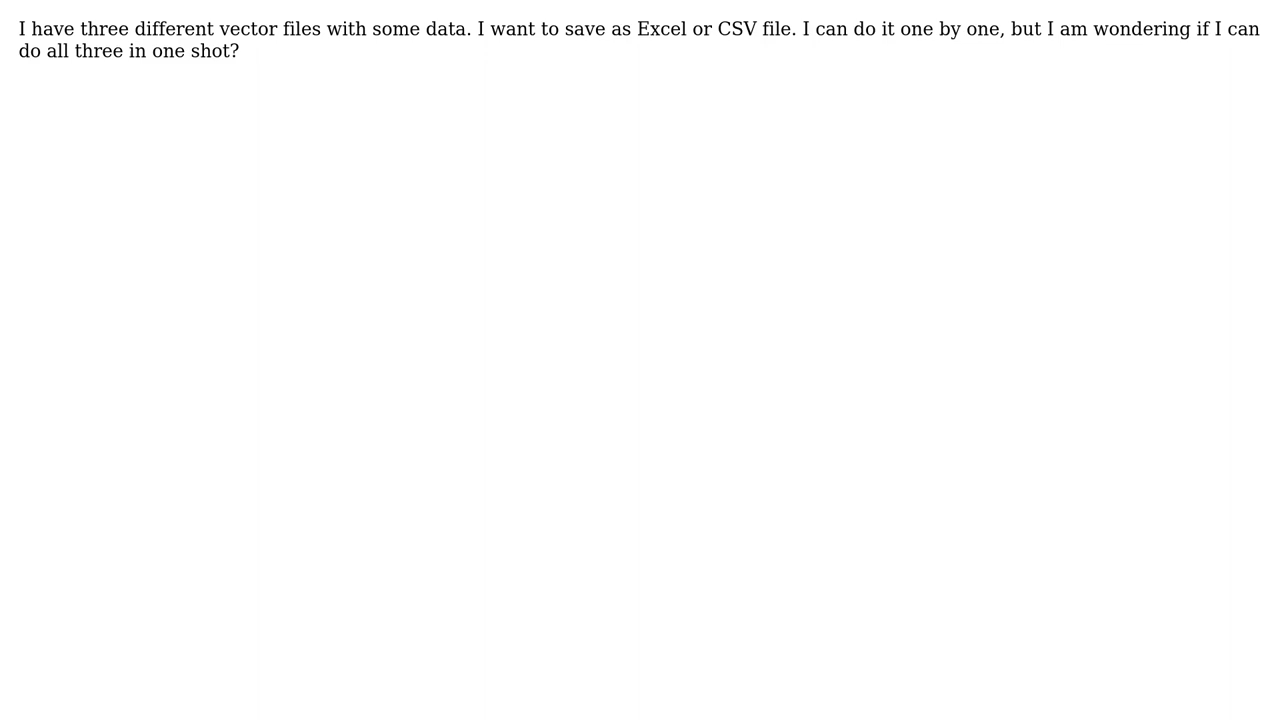 I have three different vector files with some data. I want to save as Excel or CSV file. I can do it one by one, but I am wondering if I can
do all three in one shot?